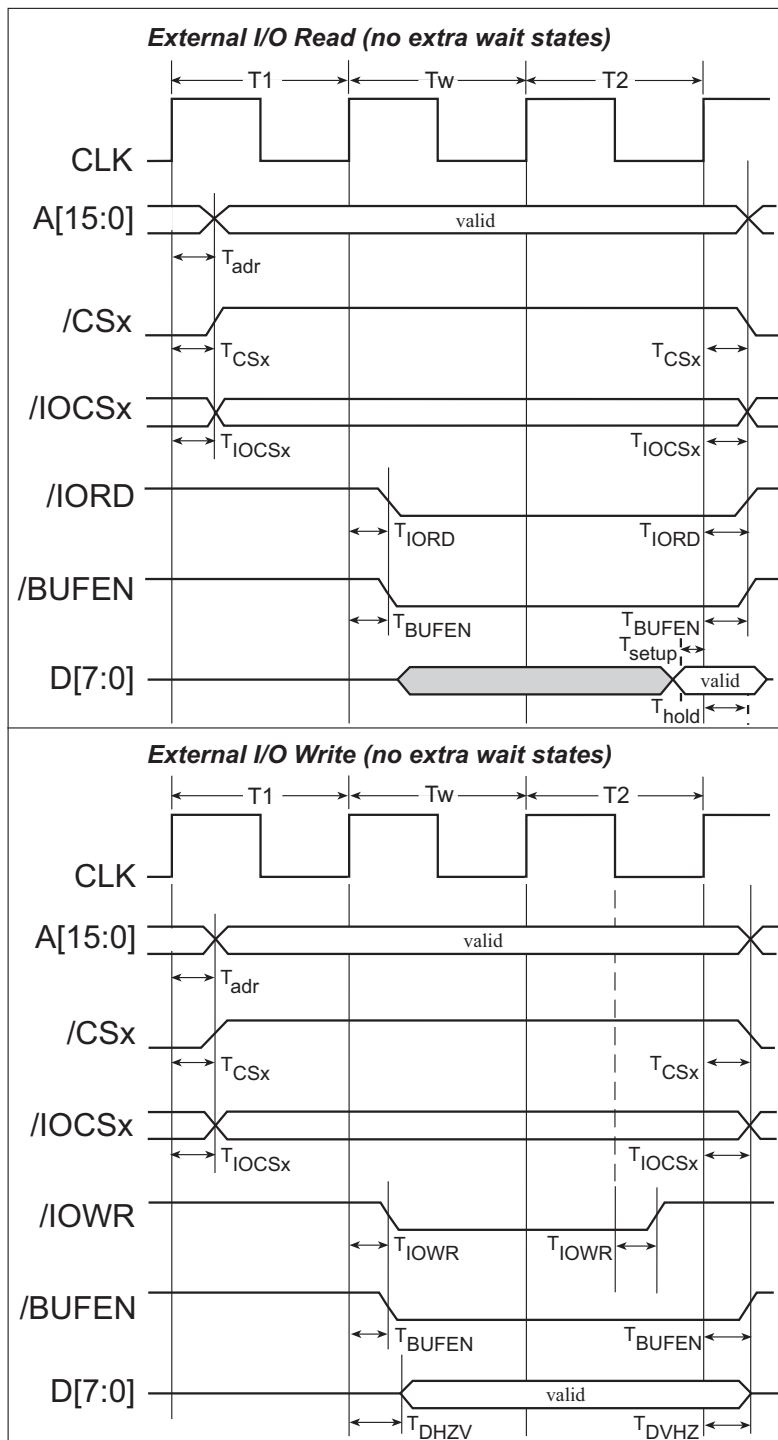 External I/O Read (no extra wait states)
T1 Tw T2
CLK
A[15:0] valid
Tadr
/CSx
TCSx TCSx
/IOCSx
TIOCSx TIOCSx
/IORD
TIORD TIORD
/BUFEN
TBUFEN TBUFEN
Tsetup
D[7:0] valid
Thold
External I/O Write (no extra wait states)
T1 Tw T2
CLK
A[15:0] valid
Tadr
/CSx
TCSx TCSx
/IOCSx
TIOCSx TIOCSx
/IOWR
TIOWR TIOWR
/BUFEN
TBUFEN TBUFEN
D[7:0] valid
TDHZV TDVHZ